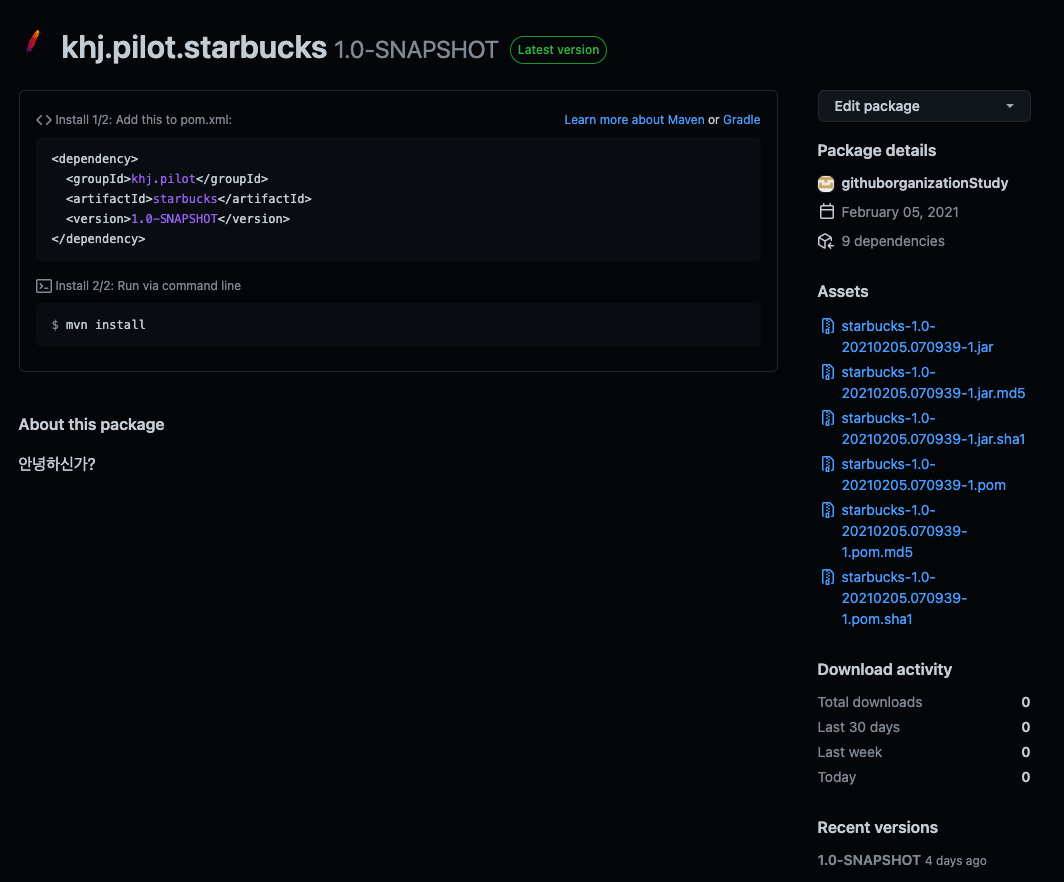 khj.pilot.starbucks 1.0-SNAPSHOT Latest version
Install 1/2: Add this to pom.xml:
Learn more about Maven or Gradle
<dependency>
  <groupId>khj.pilot</groupId>
  <artifactId>starbucks</artifactId>
  <version>1.0-SNAPSHOT</version>
</dependency>
Install 2/2: Run via command line
$ mvn install
About this package
안녕하신가?
Edit package
Package details
githuborganizationStudy
February 05, 2021
9 dependencies
Assets
starbucks-1.0-
20210205.070939-1.jar
starbucks-1.0-
20210205.070939-1.jar.md5
starbucks-1.0-
20210205.070939-1.jar.sha1
starbucks-1.0-
20210205.070939-1.pom
starbucks-1.0-
20210205.070939-
1.pom.md5
starbucks-1.0-
20210205.070939-
1.pom.sha1
Download activity
Total downloads 0
Last 30 days 0
Last week 0
Today 0
Recent versions
1.0-SNAPSHOT 4 days ago